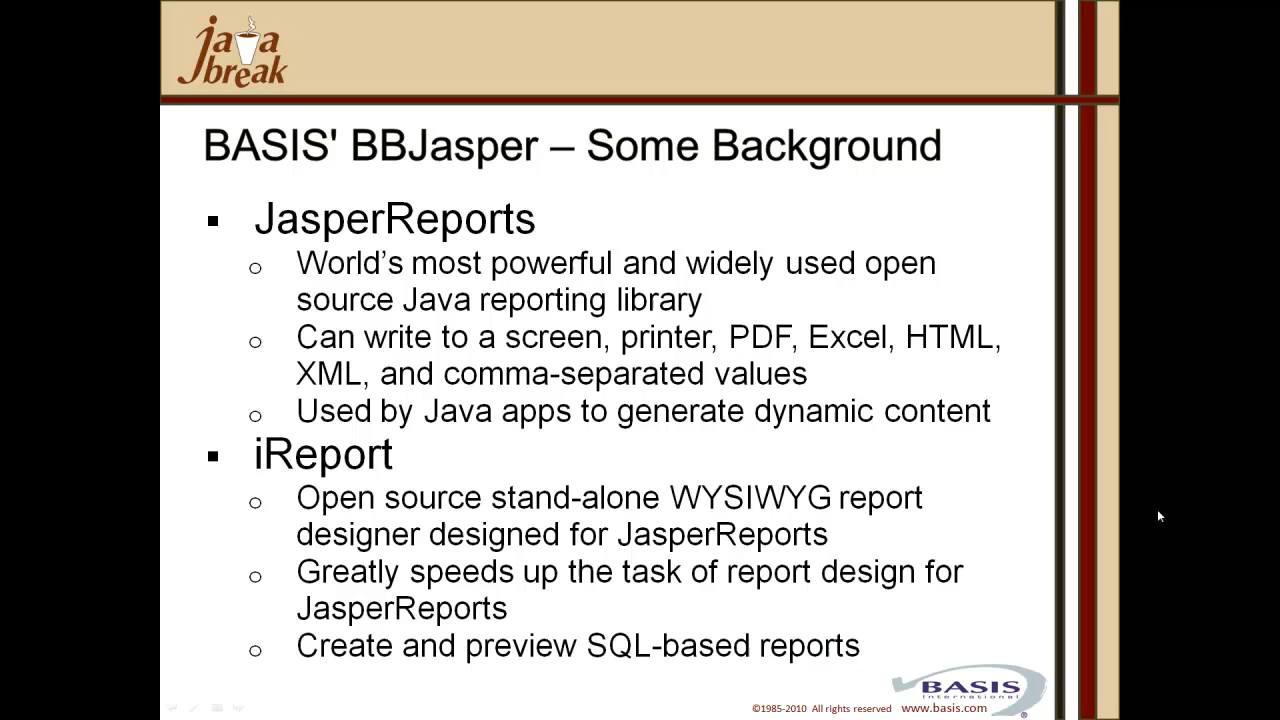 java
break
BASIS' BBJasper – Some Background
▪ JasperReports
o World's most powerful and widely used open
source Java reporting library
o Can write to a screen, printer, PDF, Excel, HTML,
XML, and comma-separated values
o Used by Java apps to generate dynamic content
▪ iReport
o Open source stand-alone WYSIWYG report
designer designed for JasperReports
o Greatly speeds up the task of report design for
JasperReports
o Create and preview SQL-based reports
BASIS
International
®
©1985-2010 All rights reserved www.basis.com